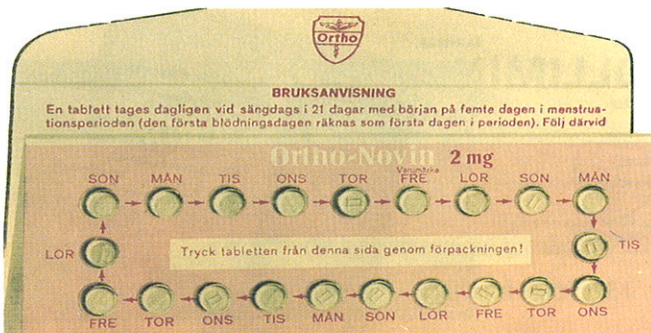 Ortho
BRUKSANVISNING
En tablett tages dagligen vid sängdags i 21 dagar med början på femte dagen i menstrua-
tionsperioden (den första blödningsdagen räknas som första dagen i perioden). Följ därvid
Ortho-Novin 2 mg
Varumärke
SÖN MÅN TIS ONS TOR FRE LÖR SÖN MÅN
LÖR Tryck tabletten från denna sida genom förpackningen! TIS
FRE TOR ONS TIS MÅN SÖN LÖR FRE TOR ONS